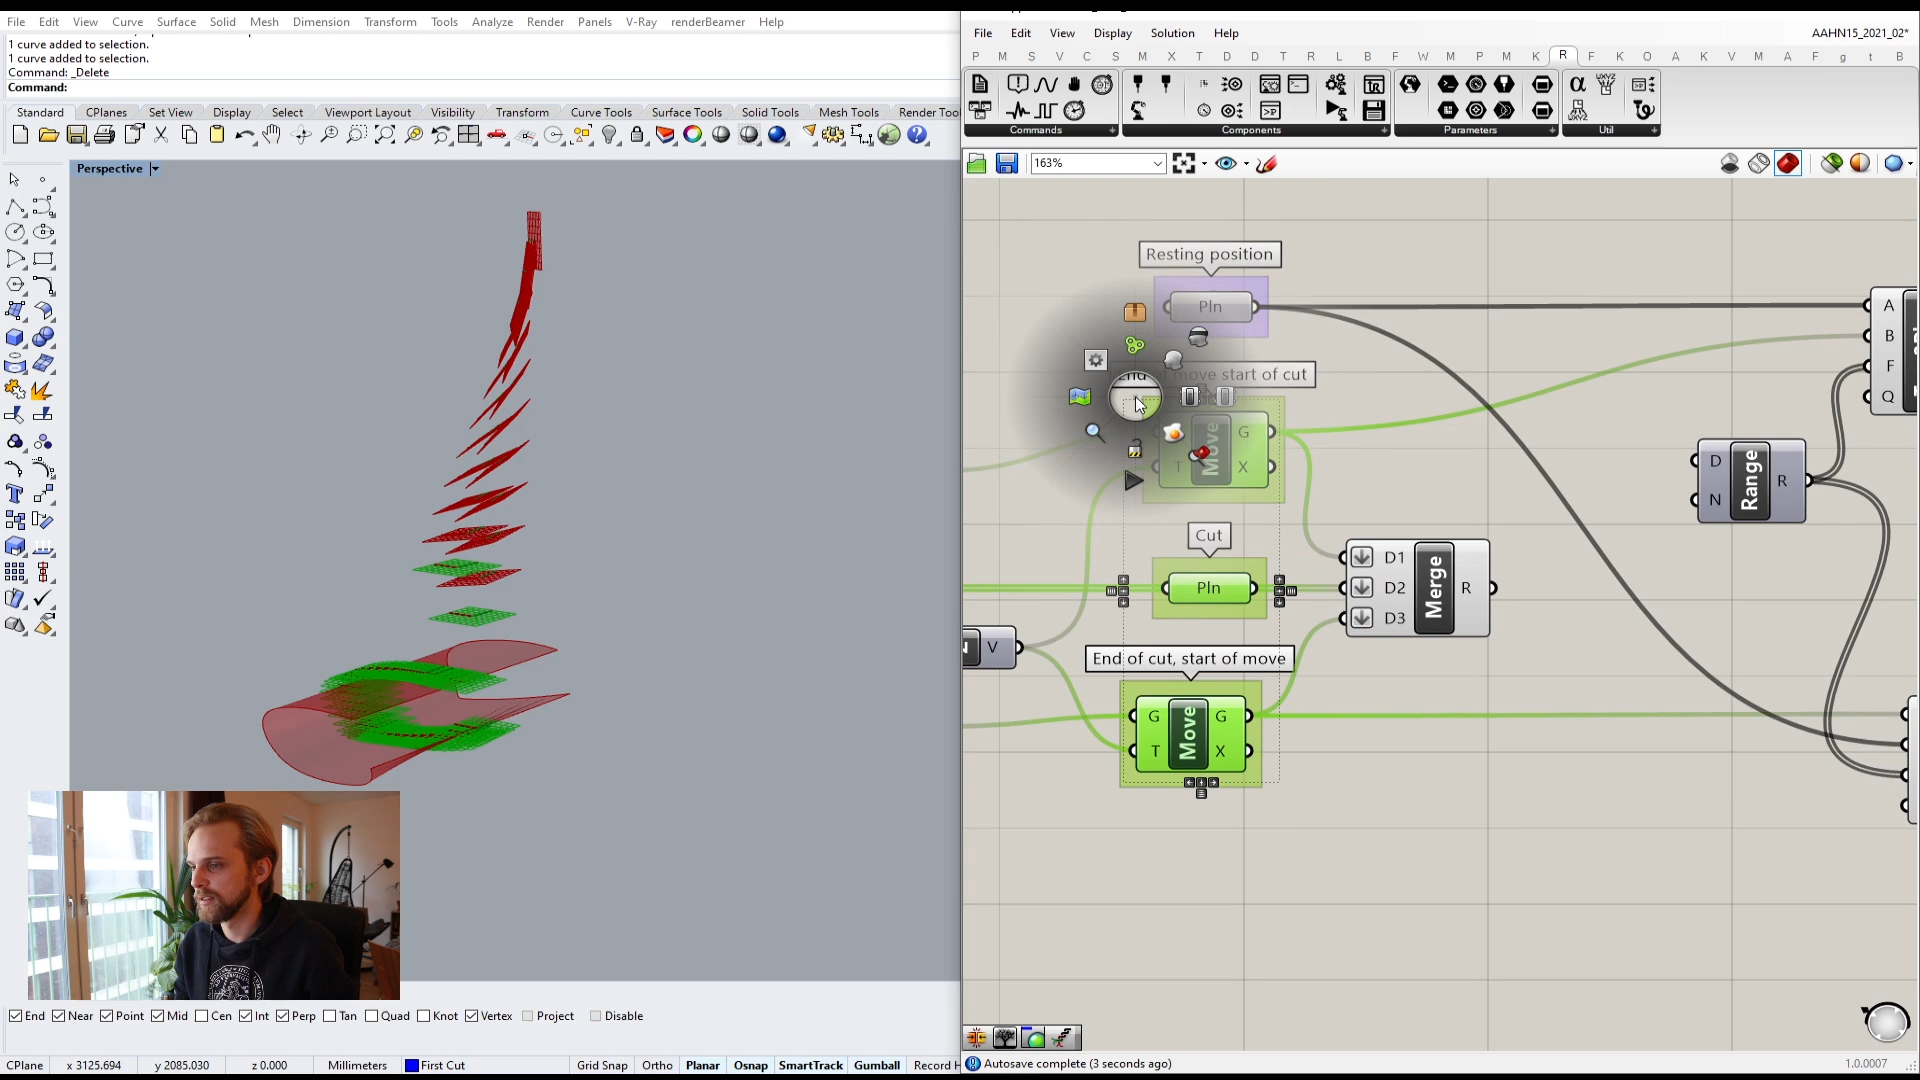 File Edit View Curve Surface Solid Mesh Dimension Transform Tools Analyze Render Panels V-Ray renderBeamer Help
1 curve added to selection.
1 curve added to selection.
Command: _Delete
Command:
Standard CPlanes Set View Display Select Viewport Layout Visibility Transform Curve Tools Surface Tools Solid Tools Mesh Tools Render Too
Perspective
End Near Point Mid Cen Int Perp Tan Quad Knot Vertex Project Disable
CPlane x 3125.694 y 2085.030 z 0.000 Millimeters First Cut Grid Snap Ortho Planar Osnap SmartTrack Gumball Record H
File Edit View Display Solution Help AAHN15_2021_02*
P M S V C S M X T D D T R L B F W M P M K R F K O A K V M A F g t B
Commands Components Parameters Util
163%
Resting position
Pln
move start of cut
Move G
T X
Cut
Pln
End of cut, start of move
G Move G
T X
V
D1
D2 Merge R
D3
D Range R
N
A
B
F
Q
Autosave complete (3 seconds ago) 1.0.0007